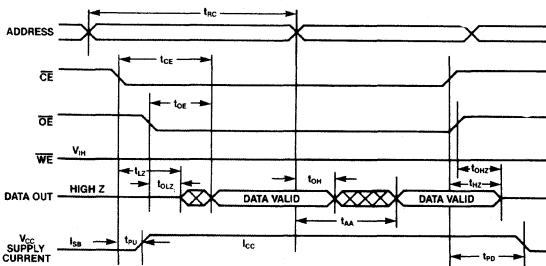 tRC
ADDRESS
tCE
CE
tOE
OE
WE VIH
tLZ
tOLZ
tOH
tOHZ
tHZ
DATA OUT HIGH Z DATA VALID DATA VALID
tAA
VCC SUPPLY CURRENT ISB tPU ICC
tPD